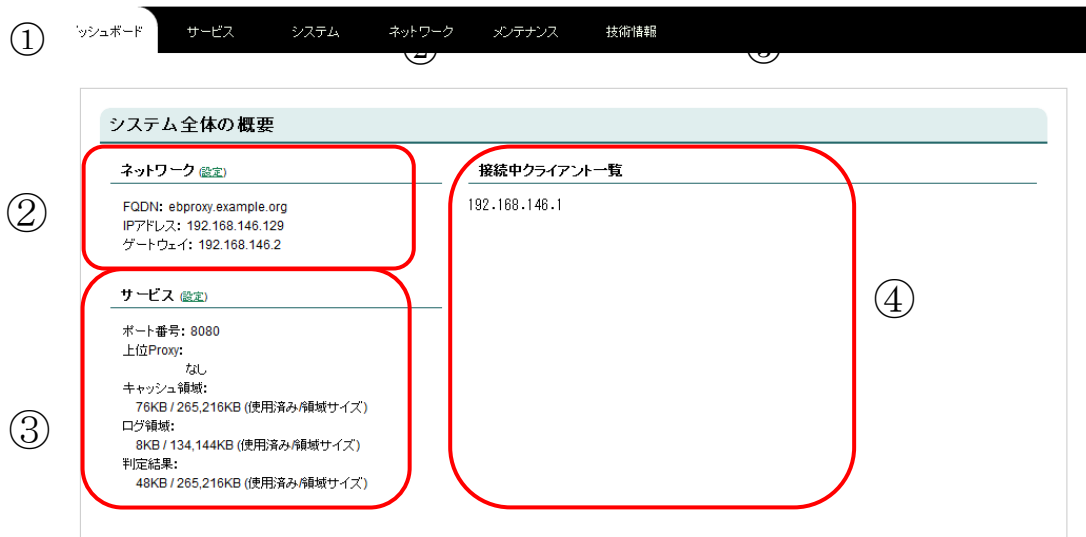 ①
ッシュボード サービス システム ネットワーク メンテナンス 技術情報
システム全体の概要
ネットワーク (設定)
②
FQDN: ebproxy.example.org
IPアドレス: 192.168.146.129
ゲートウェイ: 192.168.146.2
サービス (設定)
③
ポート番号: 8080
上位Proxy:
なし
キャッシュ領域:
76KB / 265,216KB (使用済み/領域サイズ)
ログ領域:
8KB / 134,144KB (使用済み/領域サイズ)
判定結果:
48KB / 265,216KB (使用済み/領域サイズ)
接続中クライアント一覧
192.168.146.1
④